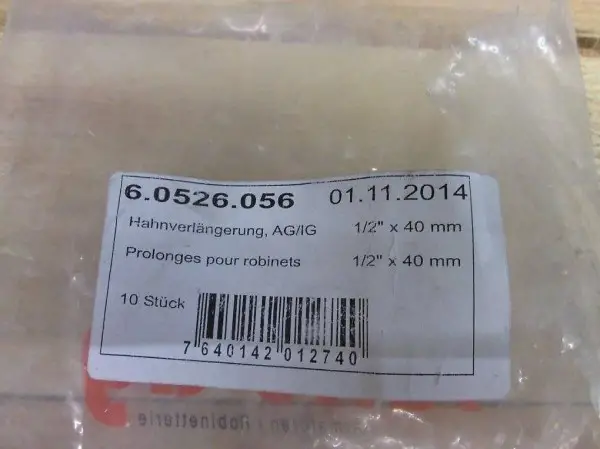 6.0526.056 01.11.2014
Hahnverlängerung, AG/IG 1/2" x 40 mm
Prolonges pour robinets 1/2" x 40 mm
10 Stück
7 640142 012740
Robinetterie